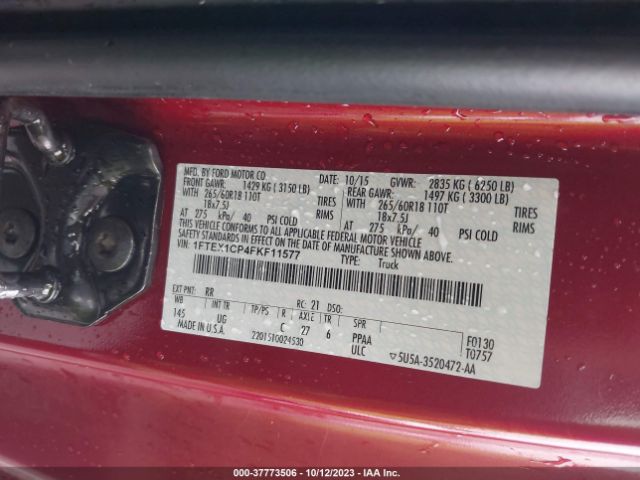 MFD. BY FORD MOTOR CO
DATE: 10/15 GVWR: 2835 KG ( 6250 LB)
FRONT GAWR: 1429 KG ( 3150 LB) REAR GAWR: 1497 KG ( 3300 LB)
WITH 265/60R18 110T TIRES WITH 265/60R18 110T TIRES
18x7.5J RIMS 18x7.5J RIMS
AT 275 kPa/ 40 PSI COLD AT 275 kPa/ 40 PSI COLD
THIS VEHICLE CONFORMS TO ALL APPLICABLE FEDERAL MOTOR VEHICLE
SAFETY STANDARDS IN EFFECT ON THE DATE OF MANUFACTURE SHOWN ABOVE.
VIN: 1FTEX1CP4FKF11577 TYPE: Truck
EXT PNT: RR RC: 21 DSO:
WB INT TR TP/PS R AXLE TR SPR
145 UG C 27 6 PPAA F0130
MADE IN U.S.A. 2201510024530 ULC ▽5U5A-3520472-AA T0757
000-37773506 - 10/12/2023 - IAA Inc.